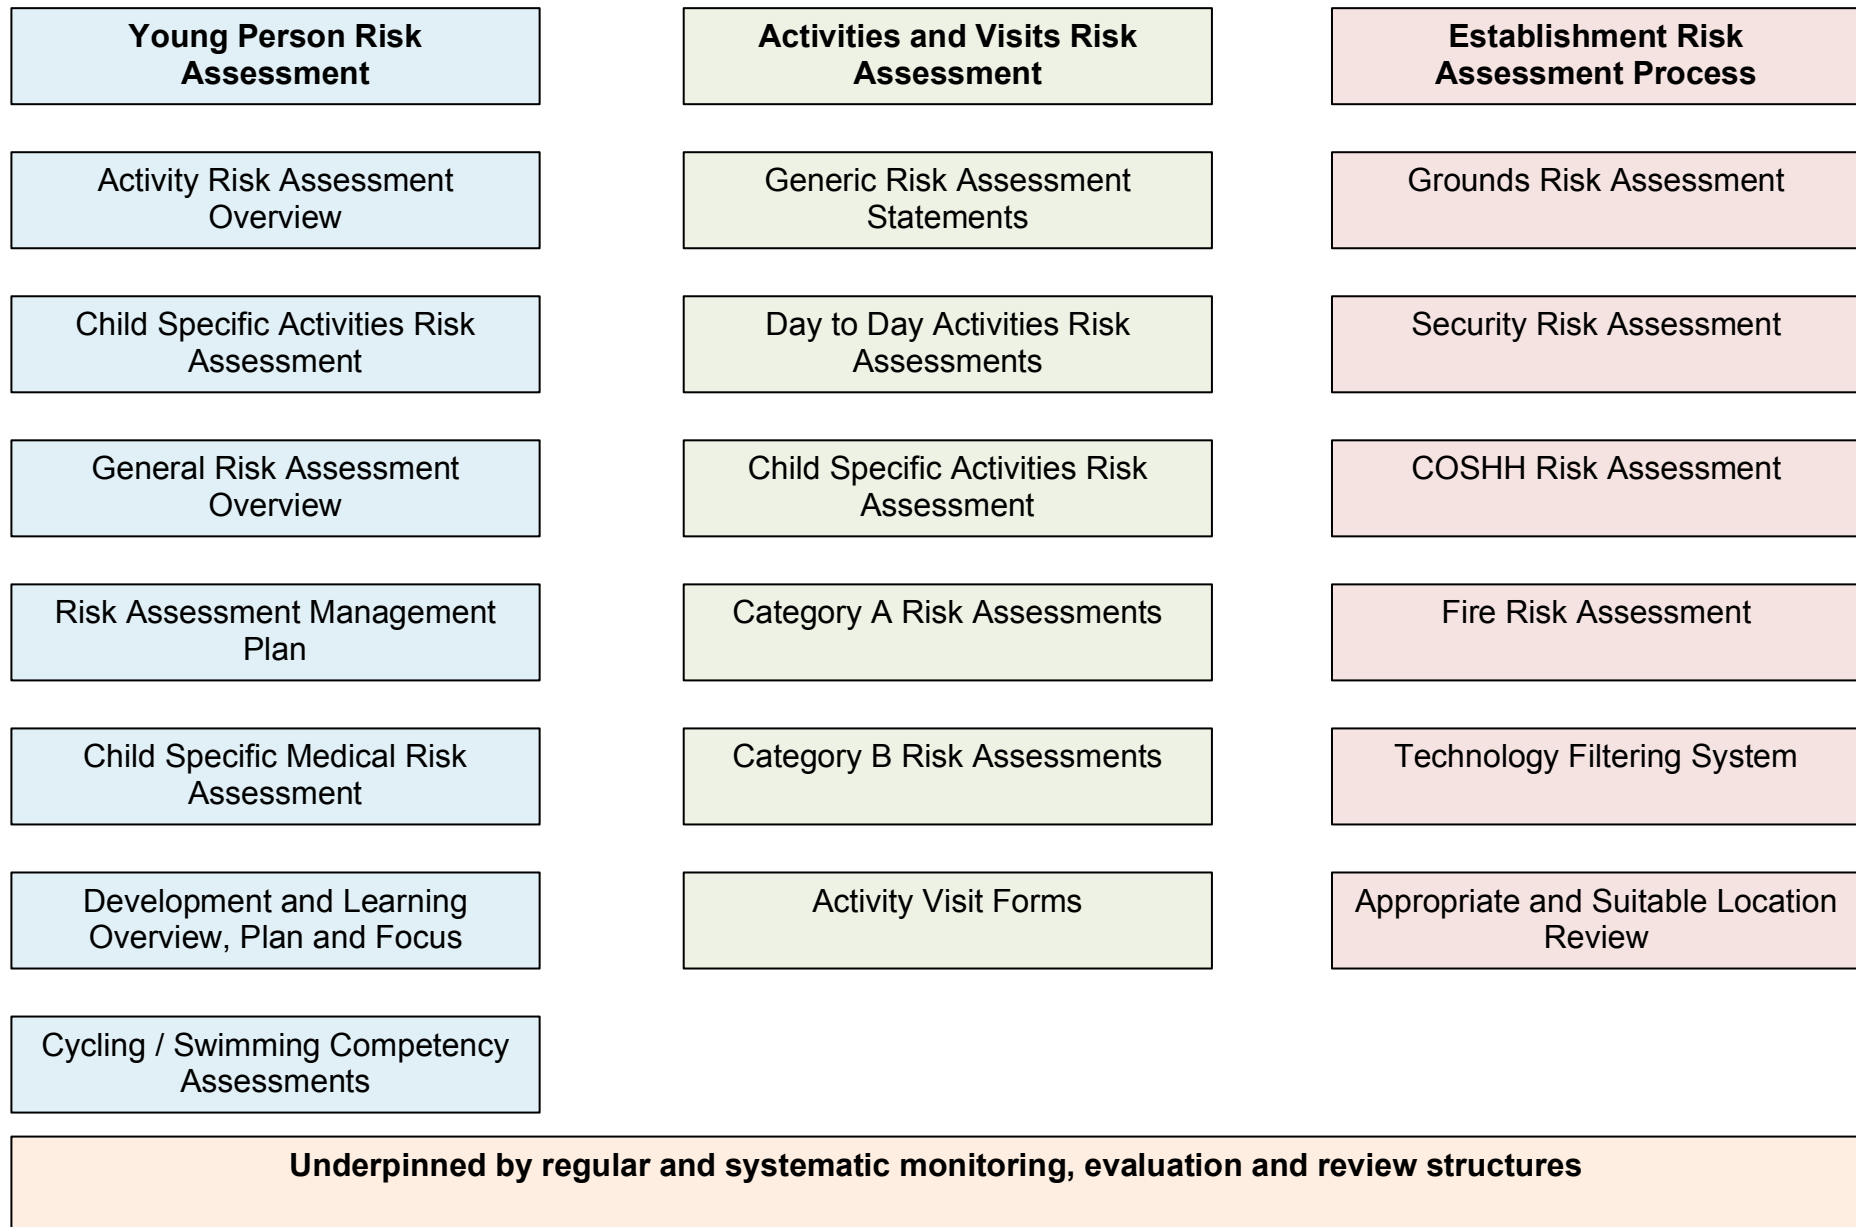 Young Person Risk
Assessment
Activity Risk Assessment
Overview
Child Specific Activities Risk
Assessment
General Risk Assessment
Overview
Risk Assessment Management
Plan
Child Specific Medical Risk
Assessment
Development and Learning
Overview, Plan and Focus
Cycling / Swimming Competency
Assessments
Activities and Visits Risk
Assessment
Generic Risk Assessment
Statements
Day to Day Activities Risk
Assessments
Child Specific Activities Risk
Assessment
Category A Risk Assessments
Category B Risk Assessments
Activity Visit Forms
Establishment Risk
Assessment Process
Grounds Risk Assessment
Security Risk Assessment
COSHH Risk Assessment
Fire Risk Assessment
Technology Filtering System
Appropriate and Suitable Location
Review
Underpinned by regular and systematic monitoring, evaluation and review structures